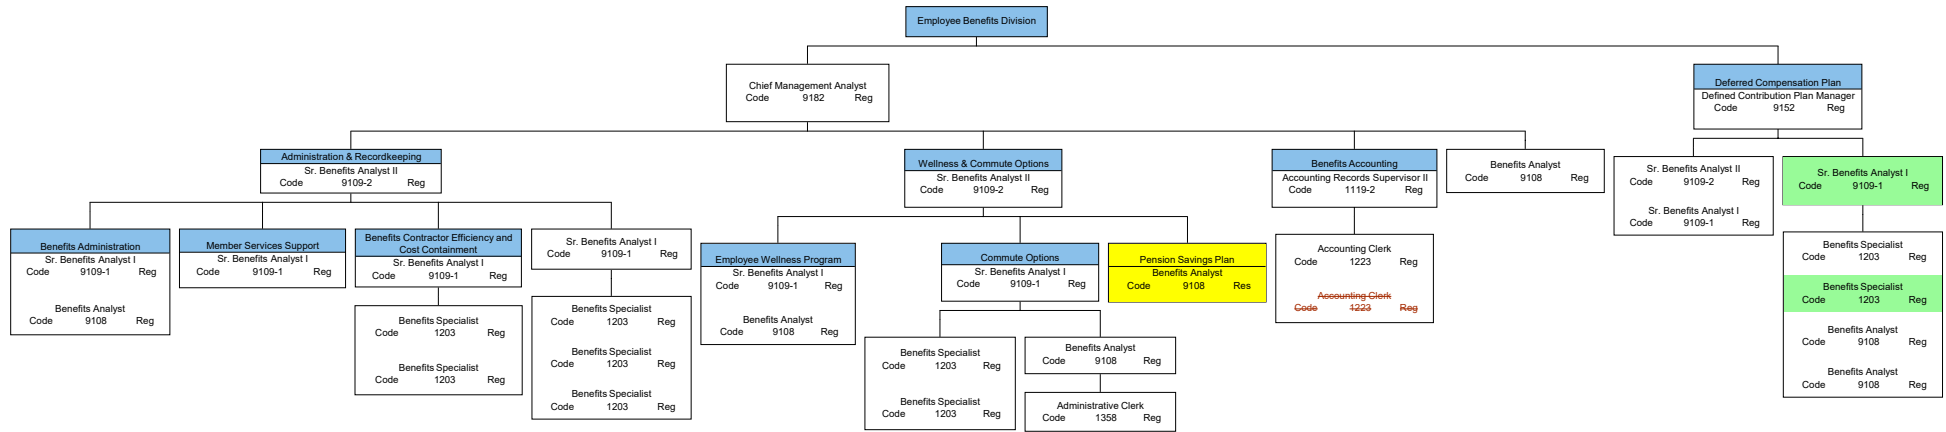 Employee Benefits Division
Chief Management Analyst
Code 9182 Reg
Deferred Compensation Plan
Defined Contribution Plan Manager
Code 9152 Reg
Administration & Recordkeeping
Sr. Benefits Analyst II
Code 9109-2 Reg
Wellness & Commute Options
Sr. Benefits Analyst II
Code 9109-2 Reg
Benefits Accounting
Accounting Records Supervisor II
Code 1119-2 Reg
Benefits Analyst
Code 9108 Reg
Sr. Benefits Analyst II
Code 9109-2 Reg
Sr. Benefits Analyst I
Code 9109-1 Reg
Sr. Benefits Analyst I
Code 9109-1 Reg
Benefits Administration
Sr. Benefits Analyst I
Code 9109-1 Reg
Benefits Analyst
Code 9108 Reg
Member Services Support
Sr. Benefits Analyst I
Code 9109-1 Reg
Benefits Contractor Efficiency and
Cost Containment
Sr. Benefits Analyst I
Code 9109-1 Reg
Benefits Specialist
Code 1203 Reg
Benefits Specialist
Code 1203 Reg
Sr. Benefits Analyst I
Code 9109-1 Reg
Benefits Specialist
Code 1203 Reg
Benefits Specialist
Code 1203 Reg
Benefits Specialist
Code 1203 Reg
Employee Wellness Program
Sr. Benefits Analyst I
Code 9109-1 Reg
Benefits Analyst
Code 9108 Reg
Commute Options
Sr. Benefits Analyst I
Code 9109-1 Reg
Benefits Specialist
Code 1203 Reg
Benefits Specialist
Code 1203 Reg
Benefits Analyst
Code 9108 Reg
Administrative Clerk
Code 1358 Reg
Pension Savings Plan
Benefits Analyst
Code 9108 Res
Accounting Clerk
Code 1223 Reg
Accounting Clerk
Code 1223 Reg
Benefits Specialist
Code 1203 Reg
Benefits Specialist
Code 1203 Reg
Benefits Analyst
Code 9108 Reg
Benefits Analyst
Code 9108 Reg